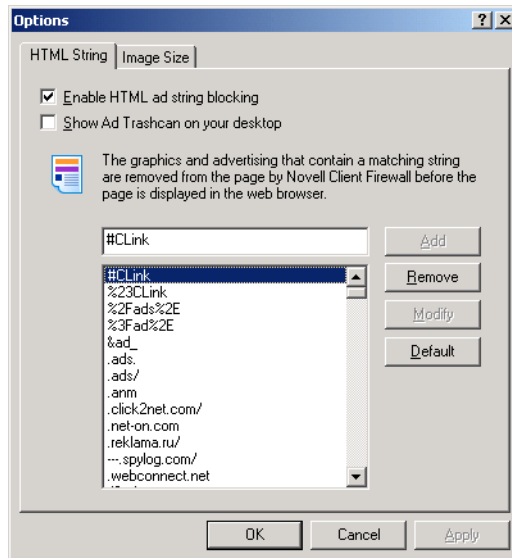 Options
HTML String
Image Size
Enable HTML ad string blocking
Show Ad Trashcan on your desktop
The graphics and advertising that contain a matching string
are removed from the page by Novell Client Firewall before the
page is displayed in the web browser.
#CLink
Add
#CLink
%23CLink
%2Fads%2E
%3Fad%2E
&ad_
.ads.
.ads/
.anm
.click2net.com/
.net-on.com
.reklama.ru/
---.spylog.com/
.webconnect.net
Remove
Modify
Default
OK
Cancel
Apply